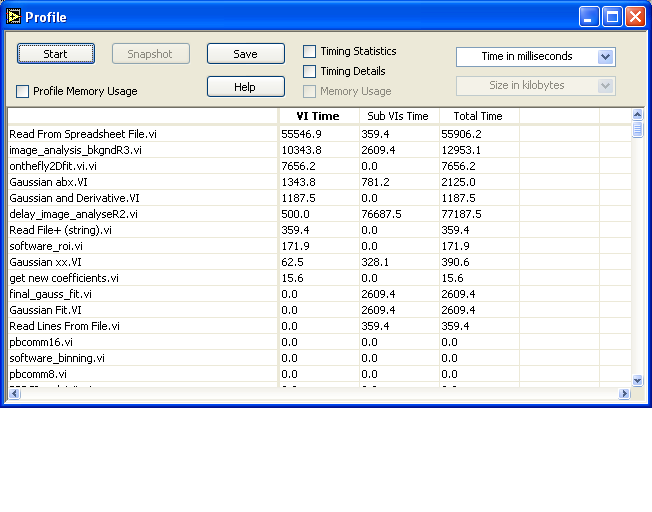 Profile
Start Snapshot Save Timing Statistics Time in milliseconds
Timing Details
Profile Memory Usage Help Memory Usage Size in kilobytes
VI Time Sub VIs Time Total Time
Read From Spreadsheet File.vi 55546.9 359.4 55906.2
image_analysis_bkgndR3.vi 10343.8 2609.4 12953.1
onthefly2Dfit.vi.vi 7656.2 0.0 7656.2
Gaussian abx.VI 1343.8 781.2 2125.0
Gaussian and Derivative.VI 1187.5 0.0 1187.5
delay_image_analyseR2.vi 500.0 76687.5 77187.5
Read File+ (string).vi 359.4 0.0 359.4
software_roi.vi 171.9 0.0 171.9
Gaussian xx.VI 62.5 328.1 390.6
get new coefficients.vi 15.6 0.0 15.6
final_gauss_fit.vi 0.0 2609.4 2609.4
Gaussian Fit.VI 0.0 2609.4 2609.4
Read Lines From File.vi 0.0 359.4 359.4
pbcomm16.vi 0.0 0.0 0.0
software_binning.vi 0.0 0.0 0.0
pbcomm8.vi 0.0 0.0 0.0